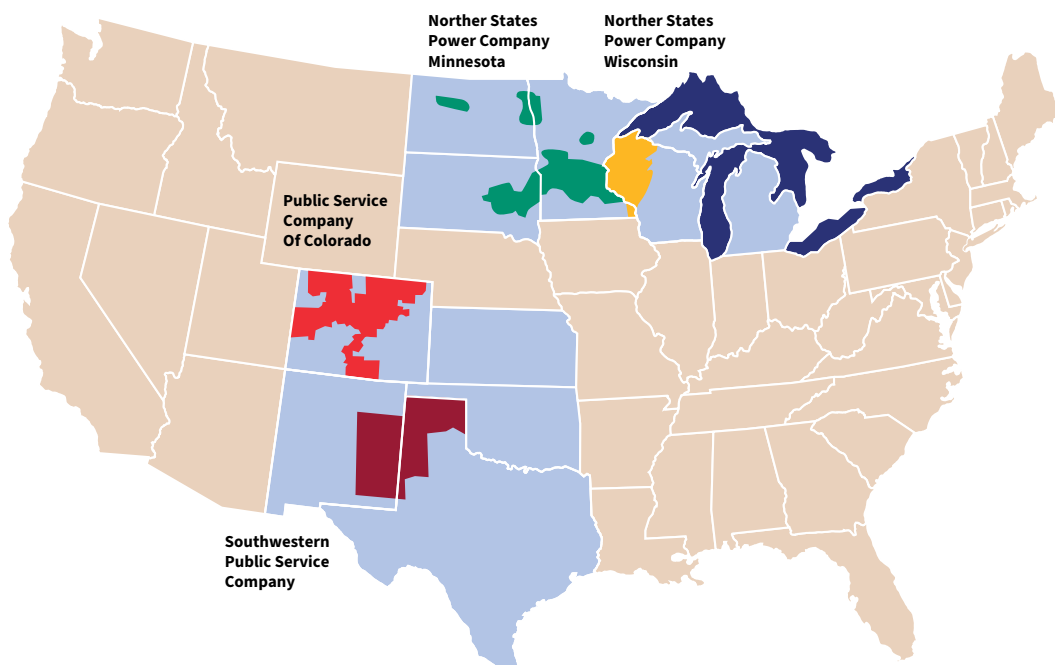 Norther States
Power Company
Minnesota
Norther States
Power Company
Wisconsin
Public Service
Company
Of Colorado
Southwestern
Public Service
Company